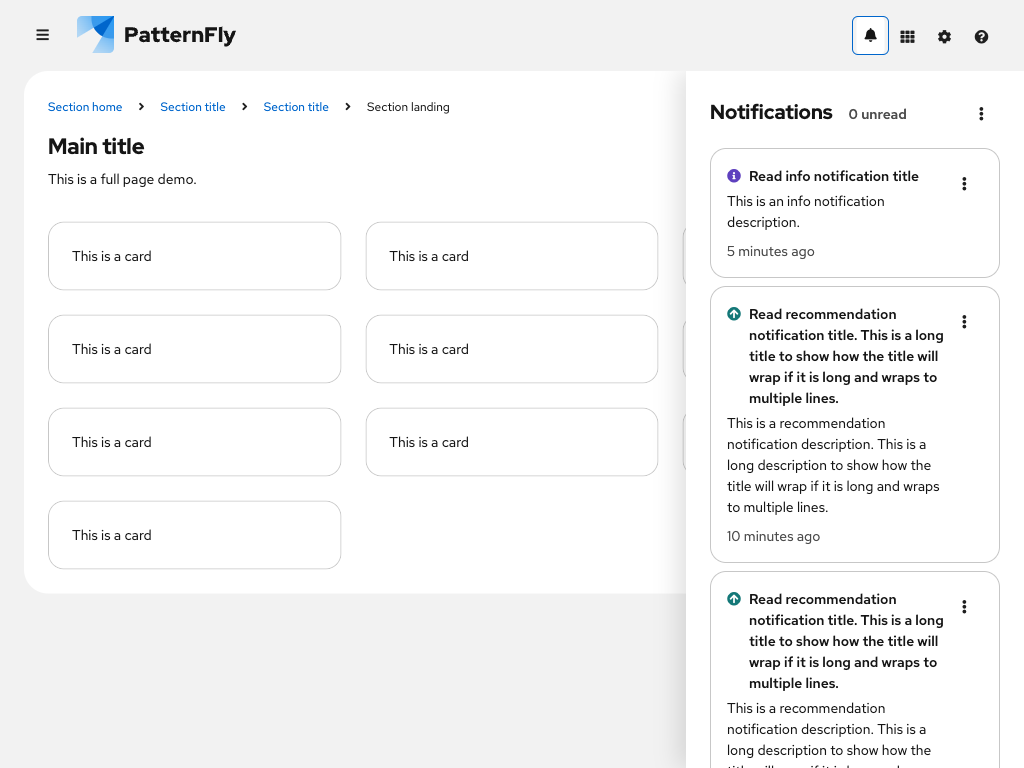 PatternFly
Section home
Section title
Section title
Section landing
Main title
This is a full page demo.
This is a card
This is a card
This is a card
This is a card
This is a card
This is a card
This is a card
Notifications
0 unread
Read info notification title
This is an info notification
description.
5 minutes ago
Read recommendation
notification title. This is a long
title to show how the title will
wrap if it is long and wraps to
multiple lines.
This is a recommendation
notification description. This is a
long description to show how the
title will wrap if it is long and wraps
to multiple lines.
10 minutes ago
Read recommendation
notification title. This is a long
title to show how the title will
wrap if it is long and wraps to
multiple lines.
This is a recommendation
notification description. This is a
long description to show how the